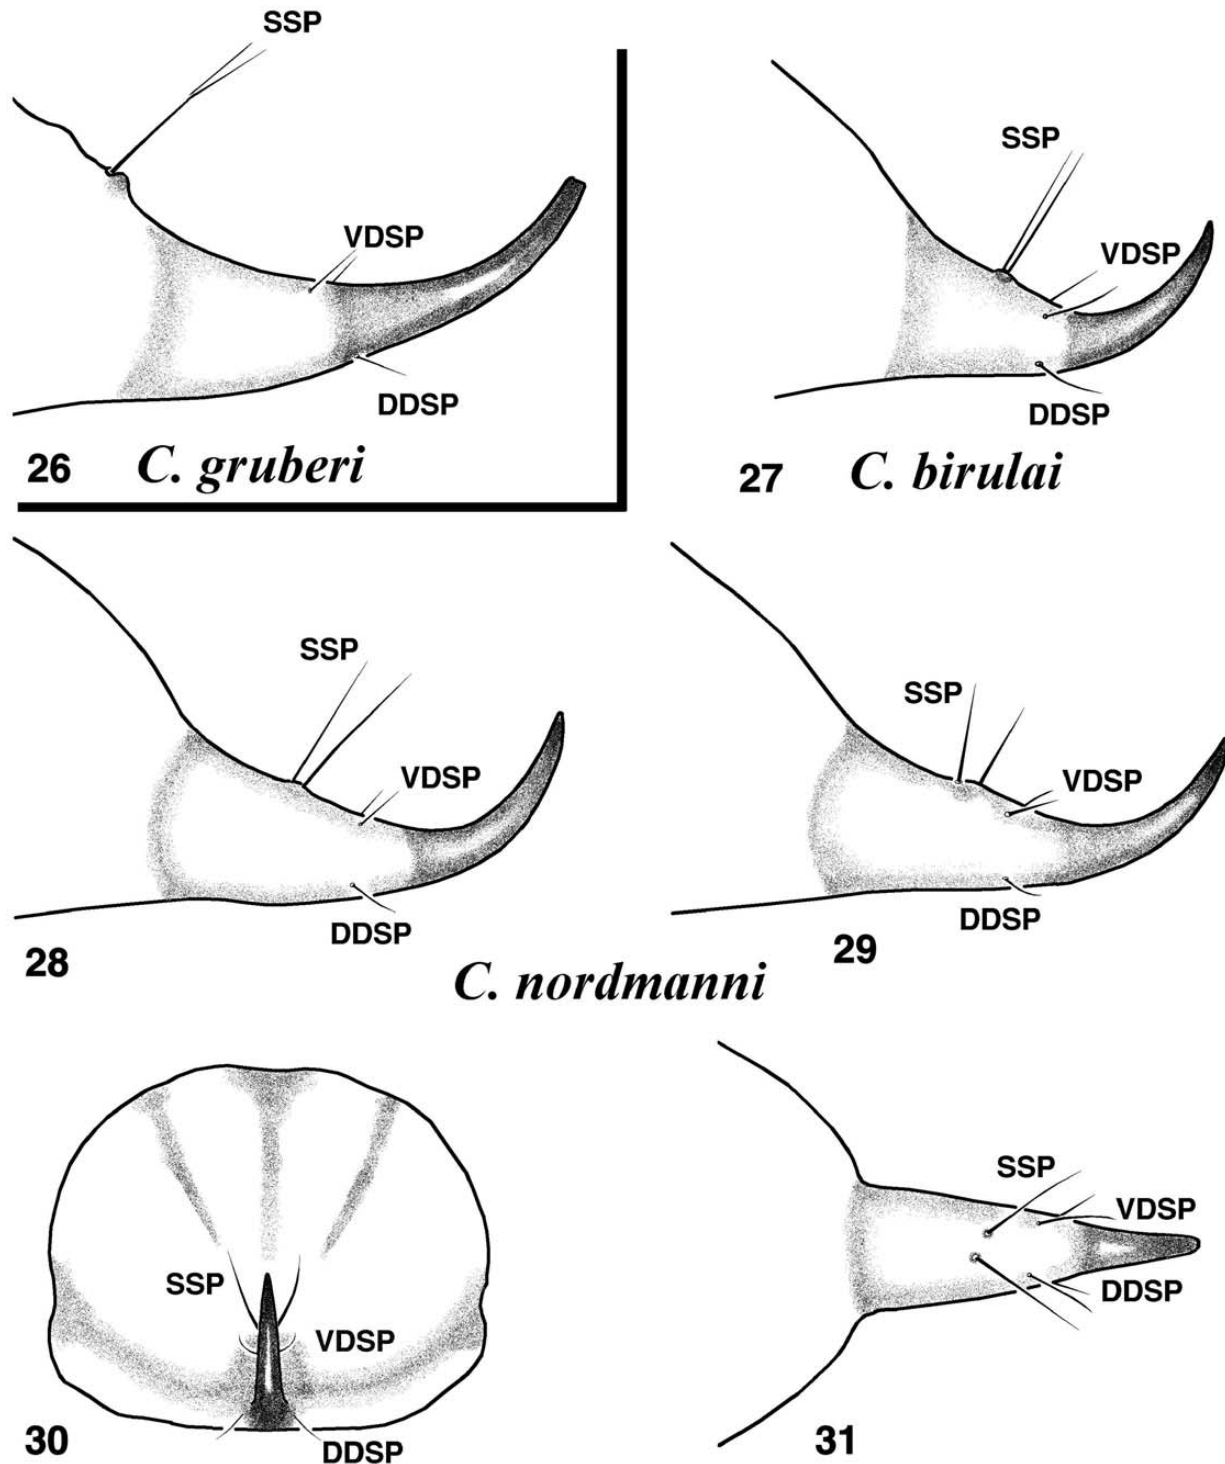 SSP
VDSP
DDSP
26 C. gruberi
SSP
VDSP
DDSP
27 C. birulai
SSP
VDSP
DDSP
28
SSP
VDSP
DDSP
29
C. nordmanni
SSP
VDSP
DDSP
30
SSP
VDSP
DDSP
31